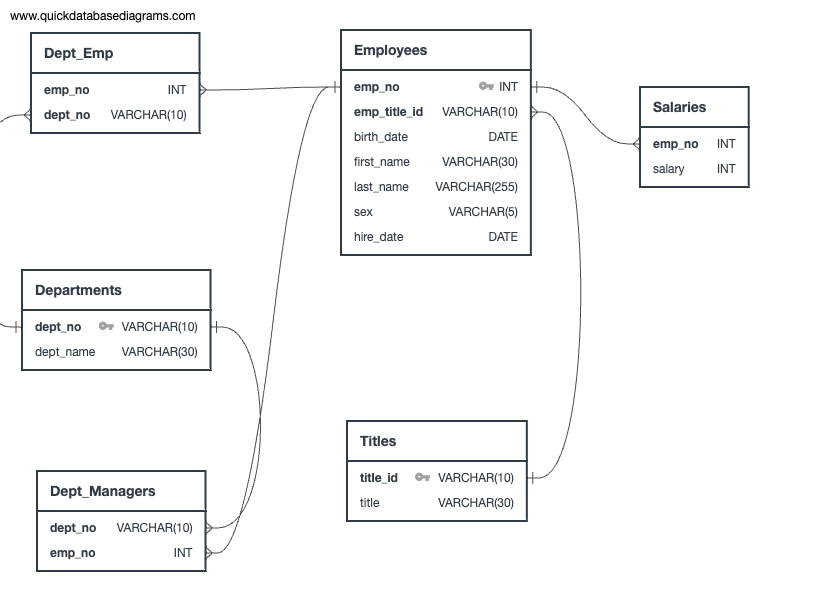 www.quickdatabasediagrams.com
Dept_Emp
emp_no INT
dept_no VARCHAR(10)
Employees
emp_no INT
emp_title_id VARCHAR(10)
birth_date DATE
first_name VARCHAR(30)
last_name VARCHAR(255)
sex VARCHAR(5)
hire_date DATE
Salaries
emp_no INT
salary INT
Departments
dept_no VARCHAR(10)
dept_name VARCHAR(30)
Titles
title_id VARCHAR(10)
title VARCHAR(30)
Dept_Managers
dept_no VARCHAR(10)
emp_no INT